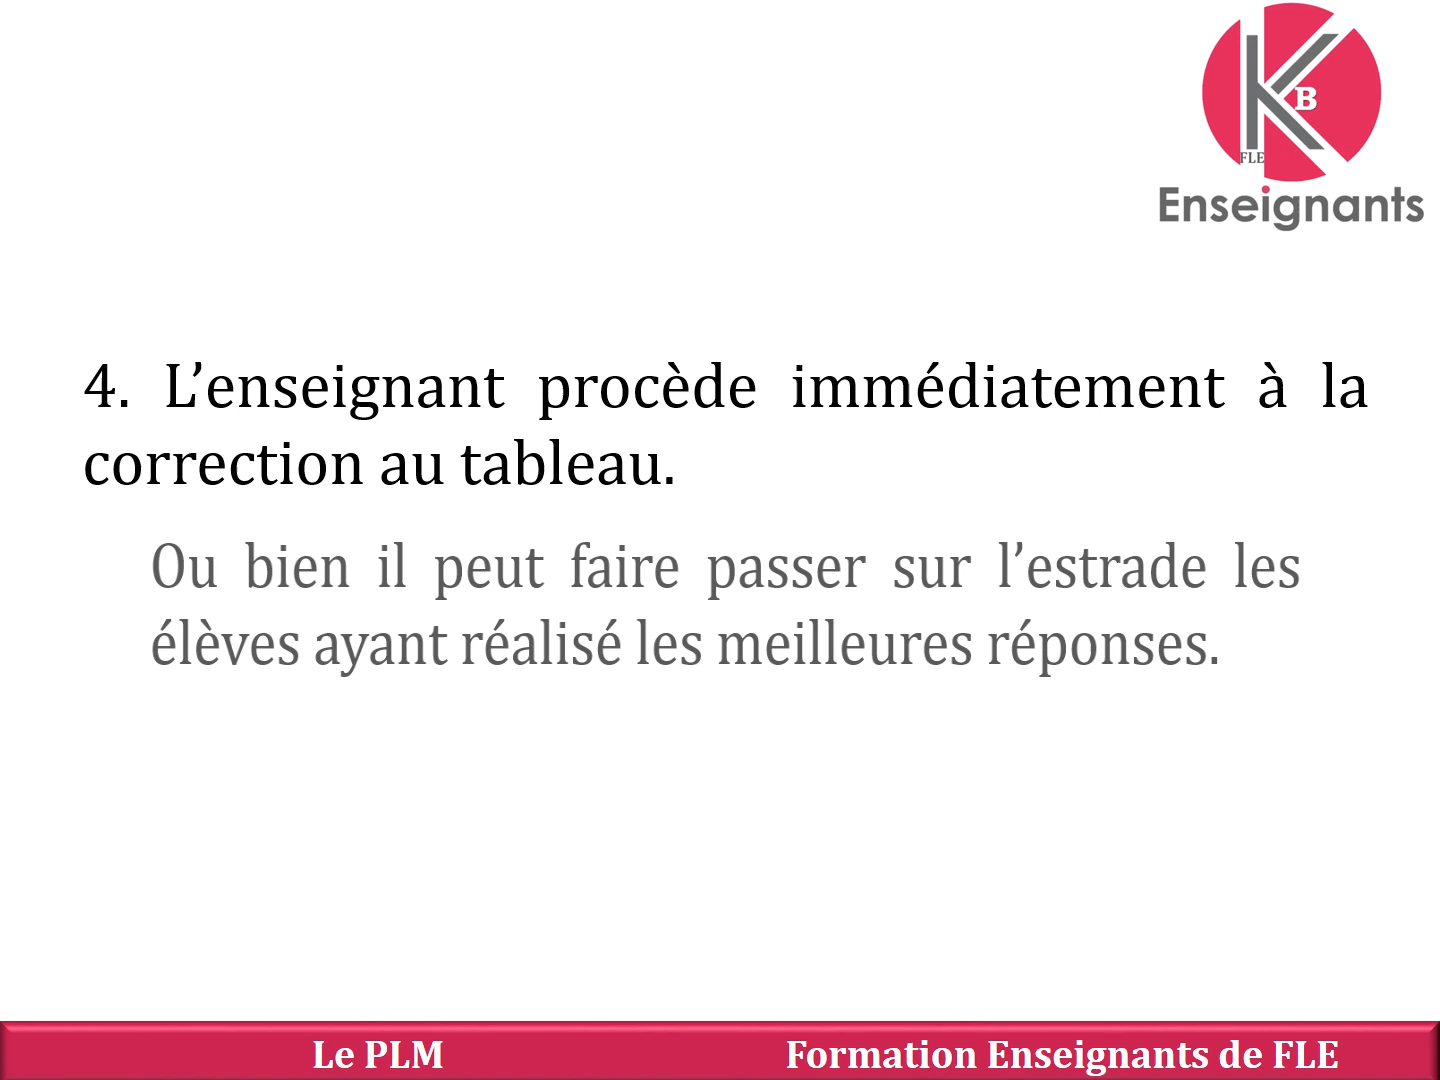 B
FLE
Enseignants
4. L’enseignant procède immédiatement à la
correction au tableau.
Ou bien il peut faire passer sur l’estrade les
élèves ayant réalisé les meilleures réponses.
Le PLM
Formation Enseignants de FLE